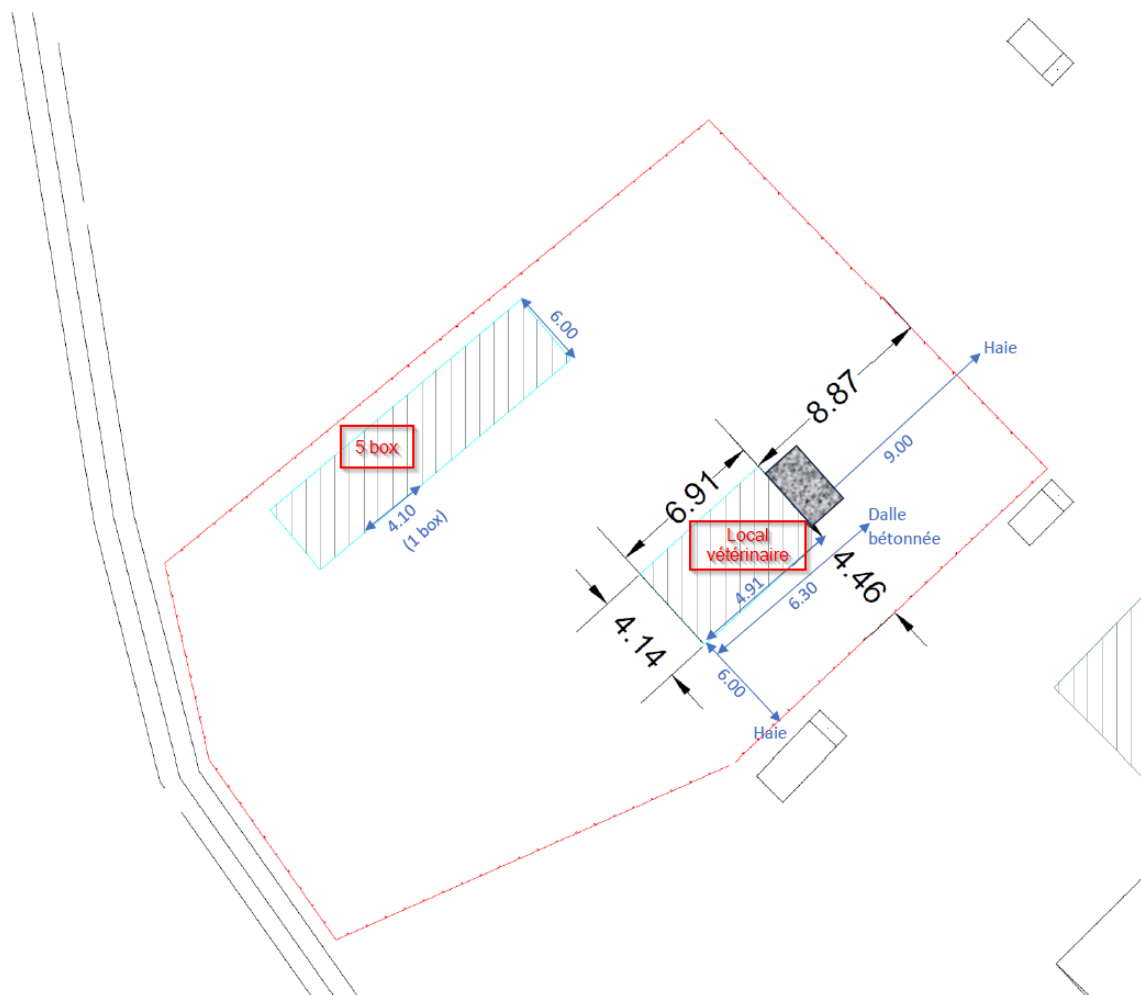 6.00
Haie
8.87
5 box
9.00
6.91
4.10
(1 box)
Local
vétérinaire
Dalle
bétonnée
4.91
6.30
4.46
4.14
6.00
Haie